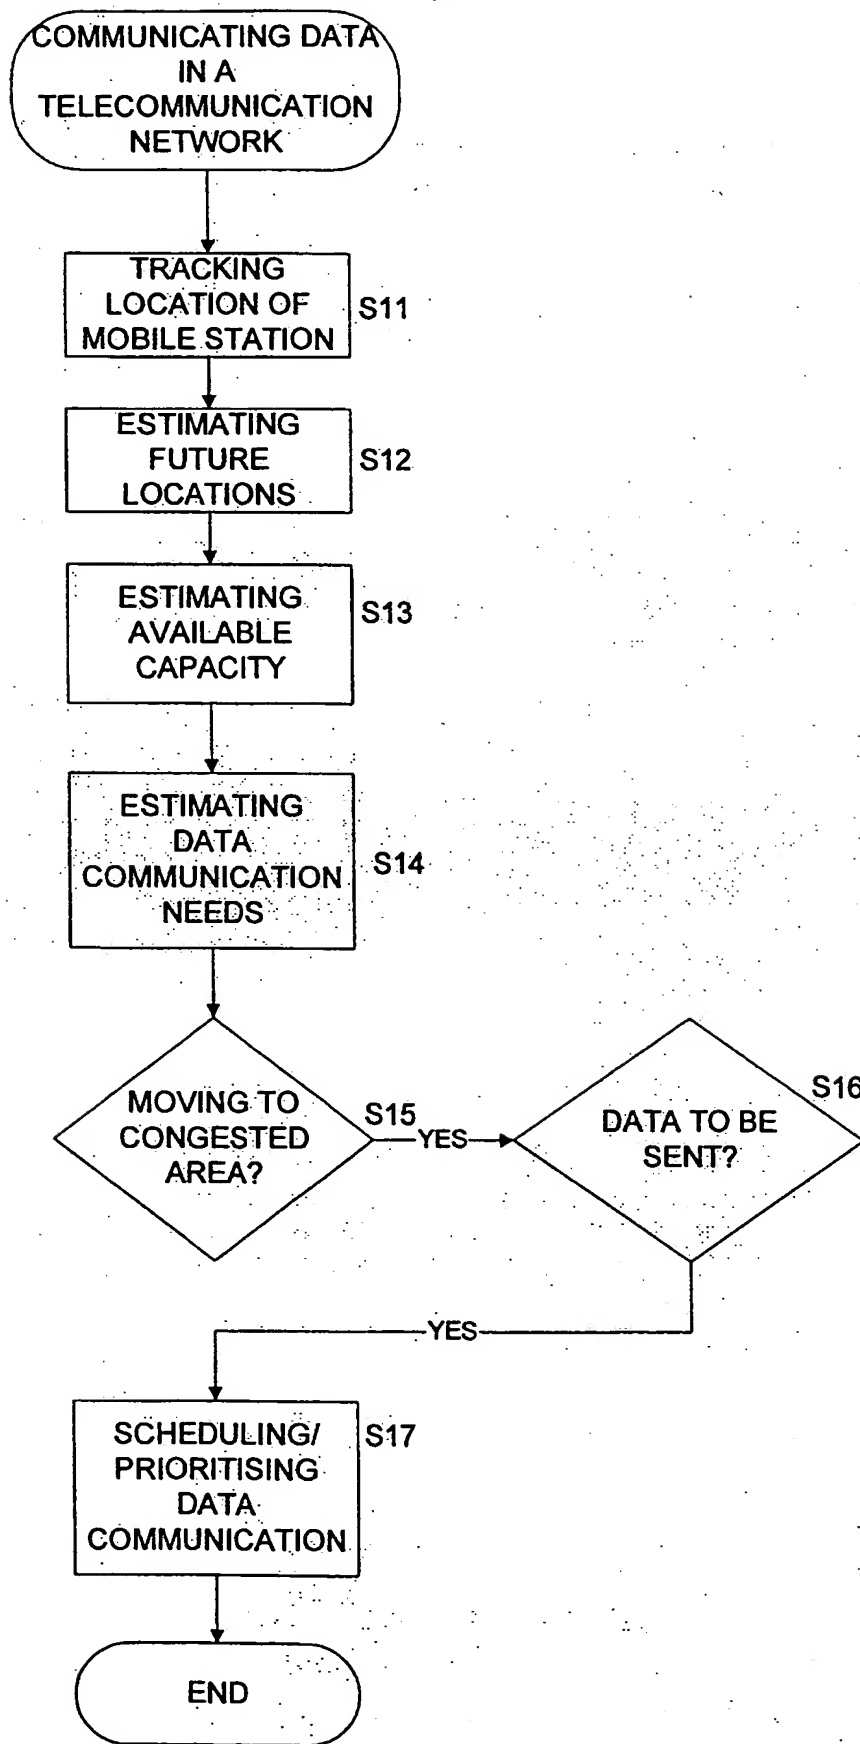 COMMUNICATING DATA
IN A
TELECOMMUNICATION
NETWORK
TRACKING
LOCATION OF
MOBILE STATION
S11
ESTIMATING
FUTURE
LOCATIONS
S12
ESTIMATING
AVAILABLE
CAPACITY
S13
ESTIMATING
DATA
COMMUNICATION
NEEDS
S14
MOVING TO
CONGESTED
AREA?
S15
YES
DATA TO BE
SENT?
S16
YES
SCHEDULING/
PRIORITISING
DATA
COMMUNICATION
S17
END